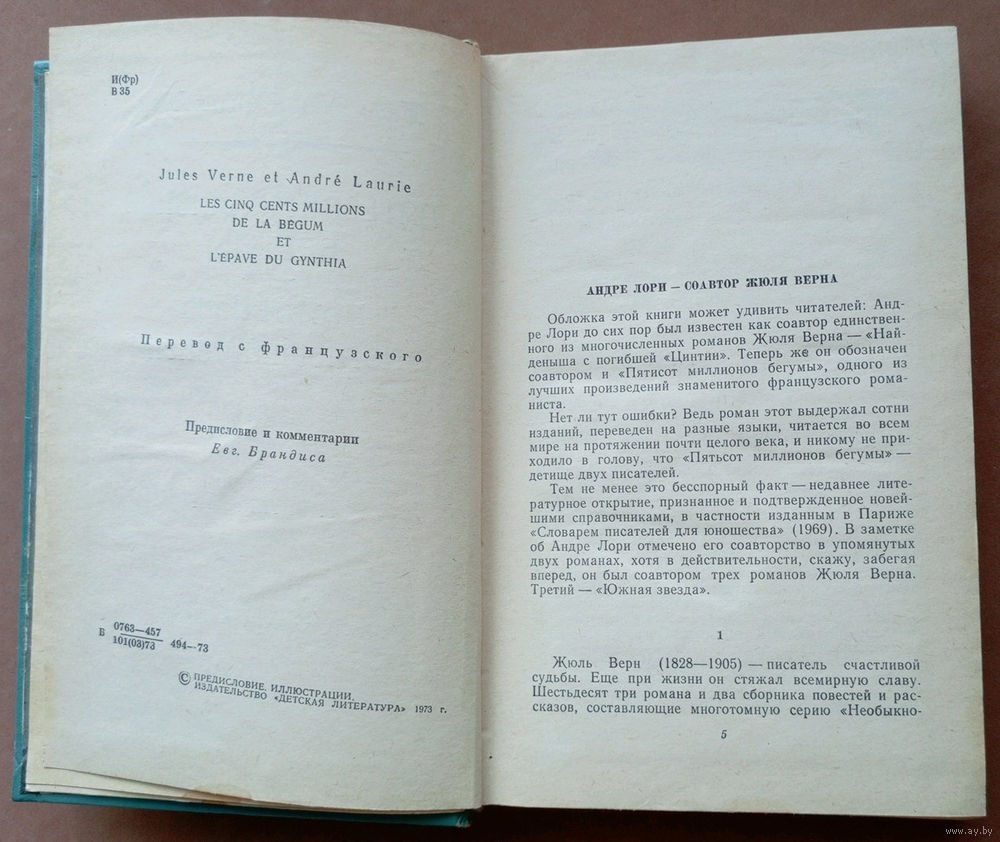 И(Фр)
В 35
Jules Verne et André Laurie
LES CINQ CENTS MILLIONS
DE LA BÉGUM
ET
L'ÉPAVE DU GYNTHIA
Перевод с французского
Предисловие и комментарии
Евг. Брандиса
Б 0763—457
101(03)73 494—73
© ПРЕДИСЛОВИЕ, ИЛЛЮСТРАЦИИ.
ИЗДАТЕЛЬСТВО «ДЕТСКАЯ ЛИТЕРАТУРА» 1973 г.
АНДРЕ ЛОРИ — СОАВТОР ЖЮЛЯ ВЕРНА
Обложка этой книги может удивить читателей: Анд-
ре Лори до сих пор был известен как соавтор единствен-
ного из многочисленных романов Жюля Верна — «Най-
деныша с погибшей «Цинтии». Теперь же он обозначен
соавтором и «Пятисот миллионов бегумы», одного из
лучших произведений знаменитого французского рома-
ниста.
Нет ли тут ошибки? Ведь роман этот выдержал сотни
изданий, переведен на разные языки, читается во всем
мире на протяжении почти целого века, и никому не при-
ходило в голову, что «Пятьсот миллионов бегумы» —
детище двух писателей.
Тем не менее это бесспорный факт — недавнее лите-
ратурное открытие, признанное и подтвержденное новей-
шими справочниками, в частности изданным в Париже
«Словарем писателей для юношества» (1969). В заметке
об Андре Лори отмечено его соавторство в упомянутых
двух романах, хотя в действительности, скажу, забегая
вперед, он был соавтором трех романов Жюля Верна.
Третий — «Южная звезда».
1
Жюль Верн (1828—1905) — писатель счастливой
судьбы. Еще при жизни он стяжал всемирную славу.
Шестьдесят три романа и два сборника повестей и рас-
сказов, составляющие многотомную серию «Необыкно-
5
www.ay.by